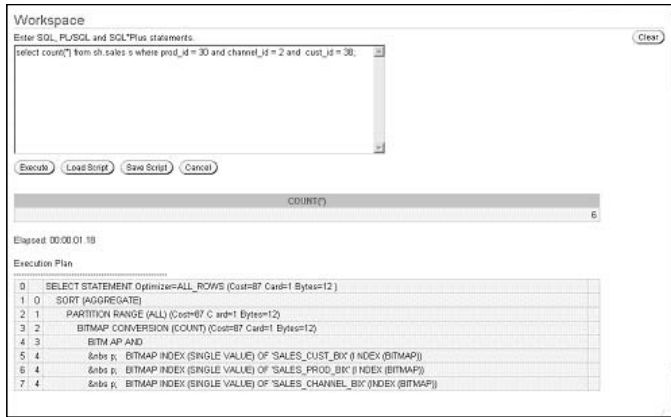 Workspace
Enter SQL, PL/SQL and SQL*Plus statements.
Clear
select count(*) from sh.sales s where prod_id = 30 and channel_id = 2 and cust_id = 38;
Execute Load Script Save Script Cancel
COUNT(*)
6
Elapsed: 00:00:01.18
Execution Plan
----------------------------------------------------------
0 SELECT STATEMENT Optimizer=ALL_ROWS (Cost=87 Card=1 Bytes=12 )
1 0 SORT (AGGREGATE)
2 1 PARTITION RANGE (ALL) (Cost=87 C ard=1 Bytes=12)
3 2 BITMAP CONVERSION (COUNT) (Cost=87 Card=1 Bytes=12)
4 3 BITM AP AND
5 4 &nbs p; BITMAP INDEX (SINGLE VALUE) OF 'SALES_CUST_BIX' (I NDEX (BITMAP))
6 4 &nbs p; BITMAP INDEX (SINGLE VALUE) OF 'SALES_PROD_BIX' (I NDEX (BITMAP))
7 4 &nbs p; BITMAP INDEX (SINGLE VALUE) OF 'SALES_CHANNEL_BIX' (INDEX (BITMAP))